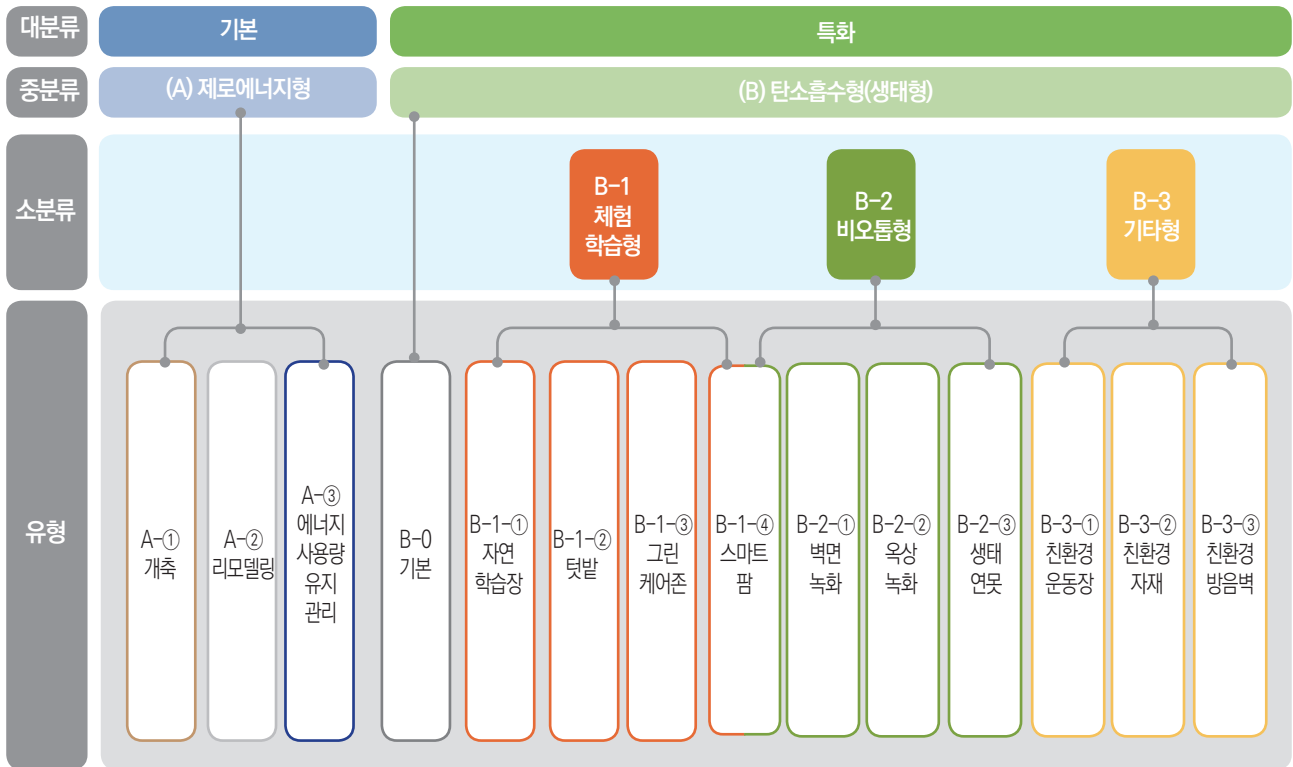 대분류
기본
특화
중분류
(A) 제로에너지형
(B) 탄소흡수형(생태형)
소분류
B-1
체험
학습형
B-2
비오톱형
B-3
기타형
유형
A-①
개축
A-②
리모델링
A-③
에너지
사용량
유지
관리
B-0
기본
B-1-①
자연
학습장
B-1-②
텃밭
B-1-③
그린
케어존
B-1-④
스마트
팜
B-2-①
벽면
녹화
B-2-②
옥상
녹화
B-2-③
생태
연못
B-3-①
친환경
운동장
B-3-②
친환경
자재
B-3-③
친환경
방음벽